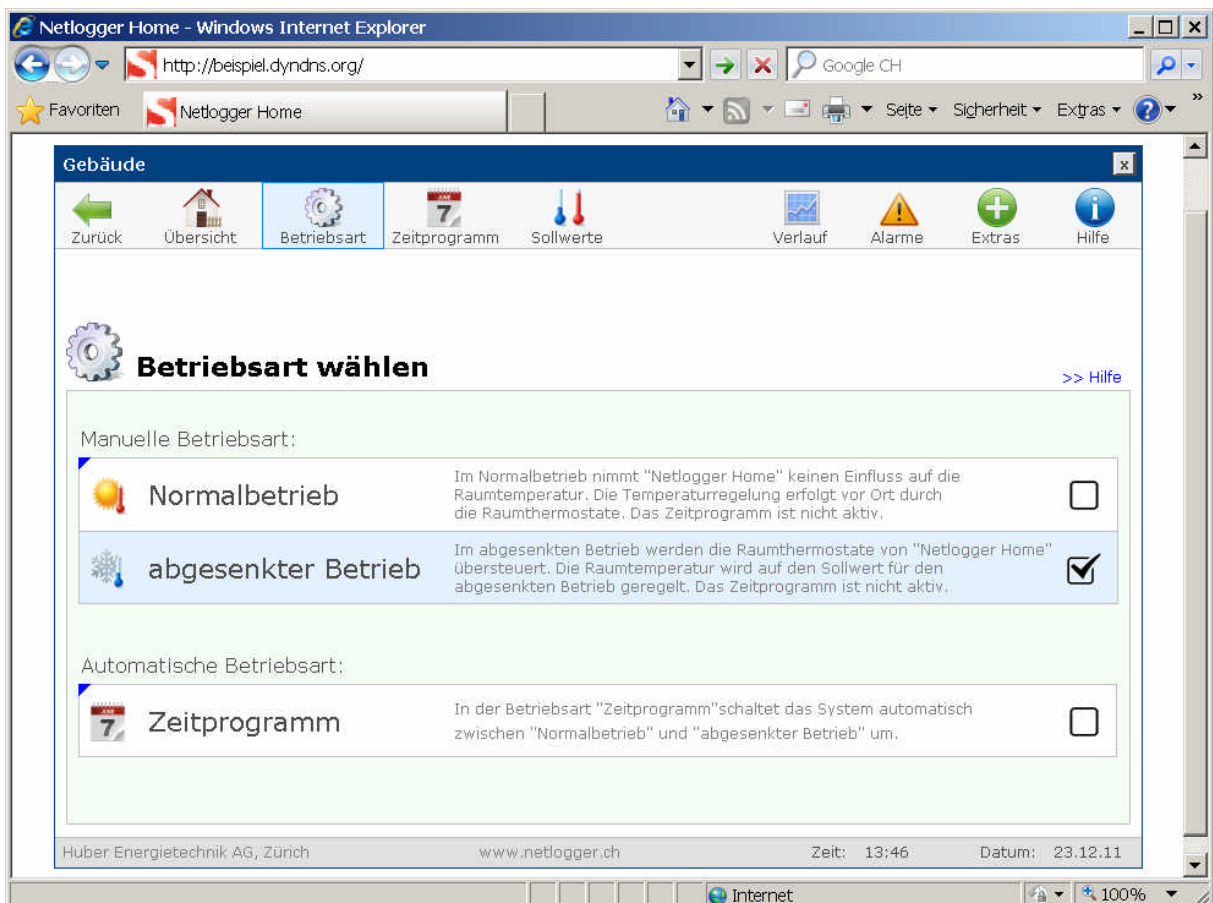 Netlogger Home - Windows Internet Explorer
http://beispiel.dyndns.org/
Google CH
Favoriten
Netlogger Home
Seite
Sicherheit
Extras
»
Gebäude
Zurück
Übersicht
Betriebsart
JUNE
7
Zeitprogramm
Sollwerte
Verlauf
Alarme
Extras
Hilfe
Betriebsart wählen
>> Hilfe
Manuelle Betriebsart:
Normalbetrieb
Im Normalbetrieb nimmt "Netlogger Home" keinen Einfluss auf die
Raumtemperatur. Die Temperaturregelung erfolgt vor Ort durch
die Raumthermostate. Das Zeitprogramm ist nicht aktiv.
abgesenkter Betrieb
Im abgesenkten Betrieb werden die Raumthermostate von "Netlogger Home"
übersteuert. Die Raumtemperatur wird auf den Sollwert für den
abgesenkten Betrieb geregelt. Das Zeitprogramm ist nicht aktiv.
Automatische Betriebsart:
JUNE
7
Zeitprogramm
In der Betriebsart "Zeitprogramm"schaltet das System automatisch
zwischen "Normalbetrieb" und "abgesenkter Betrieb" um.
Huber Energietechnik AG, Zürich
www.netlogger.ch
Zeit: 13:46
Datum: 23.12.11
Internet
100%